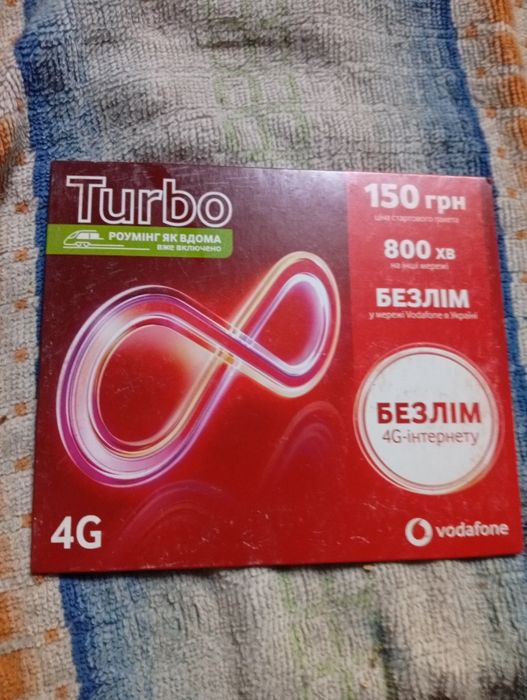 Turbo
РОУМІНГ ЯК ВДОМА
вже включено
150 грн
ціна стартового пакета
800 хв
на інші мережі
БЕЗЛІМ
у мережі Vodafone в Україні
БЕЗЛІМ
4G-інтернету
4G
vodafone